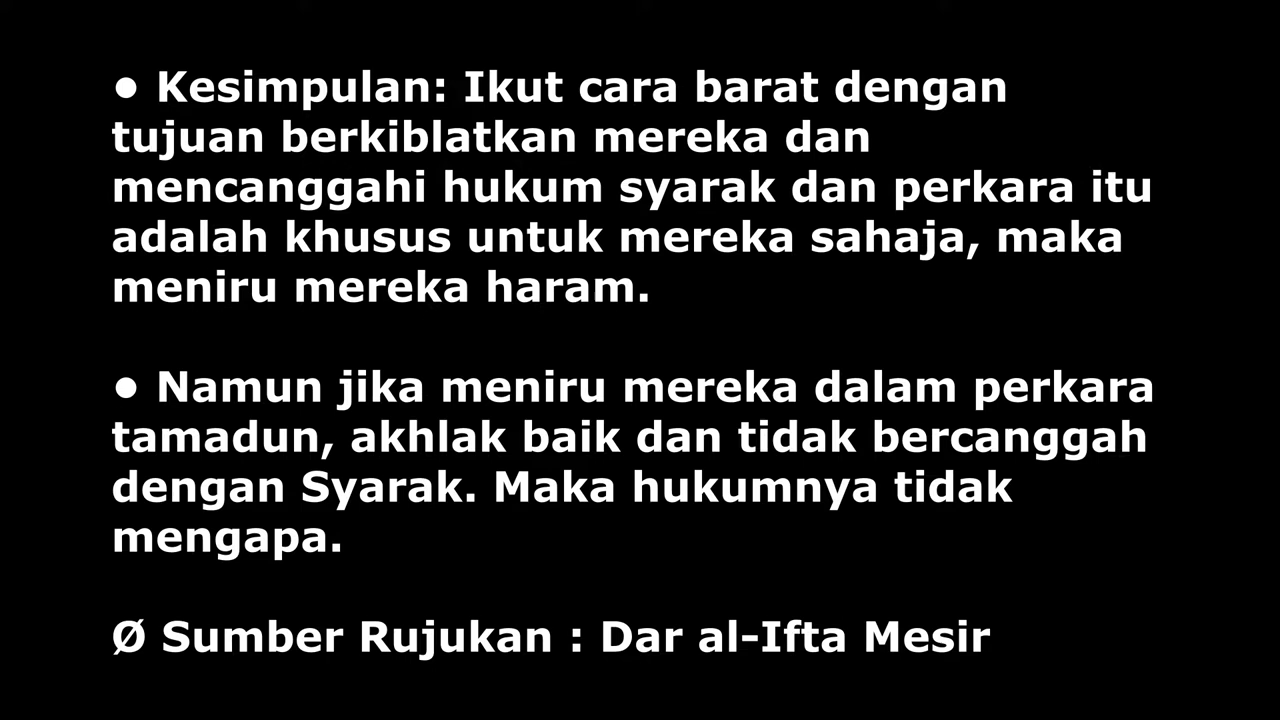 ● Kesimpulan: Ikut cara barat dengan
tujuan berkiblatkan mereka dan
mencanggahi hukum syarak dan perkara itu
adalah khusus untuk mereka sahaja, maka
meniru mereka haram.
● Namun jika meniru mereka dalam perkara
tamadun, akhlak baik dan tidak bercanggah
dengan Syarak. Maka hukumnya tidak
mengapa.
Ø Sumber Rujukan : Dar al-Ifta Mesir